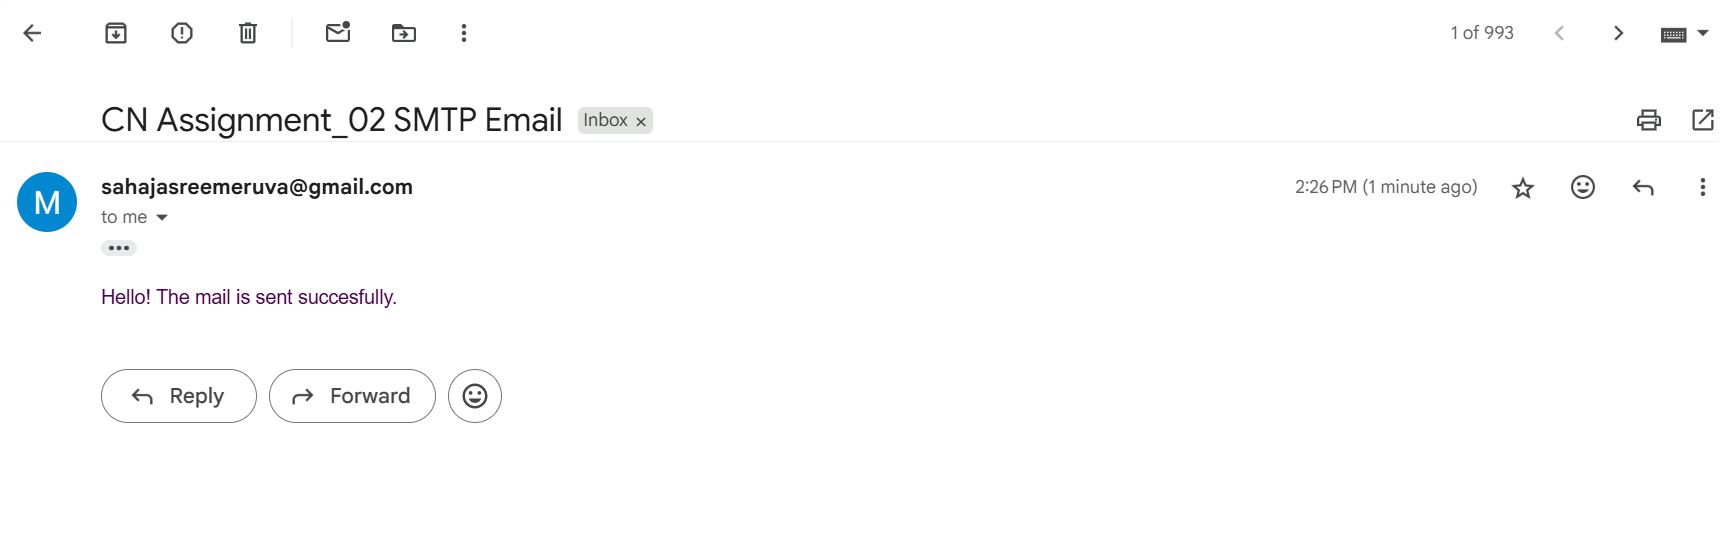 1 of 993
CN Assignment_02 SMTP Email Inbox ×
M
sahajasreemeruva@gmail.com 2:26 PM (1 minute ago)
to me
Hello! The mail is sent succesfully.
Reply Forward